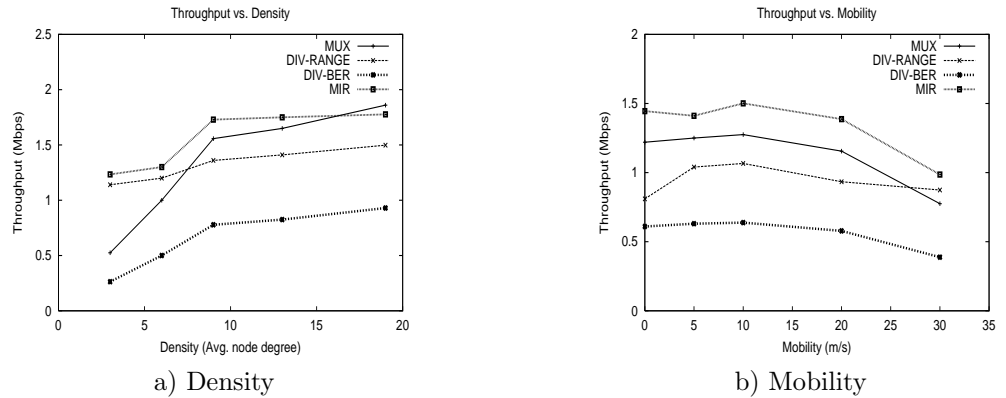 Throughput vs. Density
2.5
2
1.5
1
0.5
0
0
5
10
15
20
Throughput (Mbps)
Density (Avg. node degree)
MUX
DIV-RANGE
DIV-BER
MIR
a) Density
Throughput vs. Mobility
2
1.5
1
0.5
0
0
5
10
15
20
25
30
35
Throughput (Mbps)
Mobility (m/s)
MUX
DIV-RANGE
DIV-BER
MIR
b) Mobility